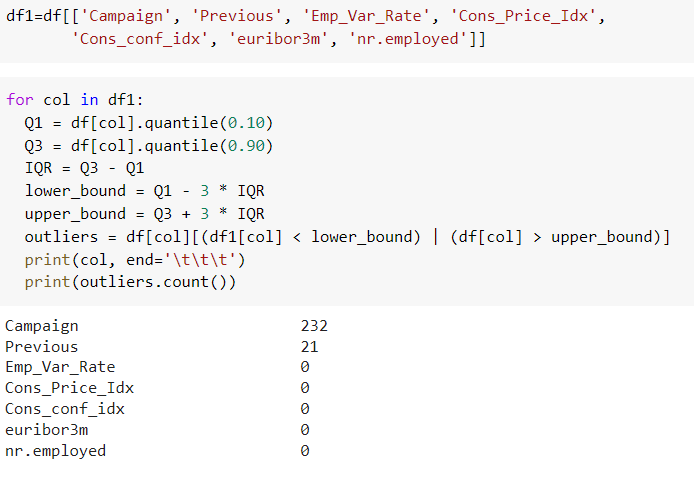 df1=df[['Campaign', 'Previous', 'Emp_Var_Rate', 'Cons_Price_Idx',
'Cons_conf_idx', 'euribor3m', 'nr.employed']]
for col in df1:
Q1 = df[col].quantile(0.10)
Q3 = df[col].quantile(0.90)
IQR = Q3 - Q1
lower_bound = Q1 - 3 * IQR
upper_bound = Q3 + 3 * IQR
outliers = df[col][(df1[col] < lower_bound) | (df[col] > upper_bound)]
print(col, end='\t\t\t')
print(outliers.count())
Campaign 232
Previous 21
Emp_Var_Rate 0
Cons_Price_Idx 0
Cons_conf_idx 0
euribor3m 0
nr.employed 0